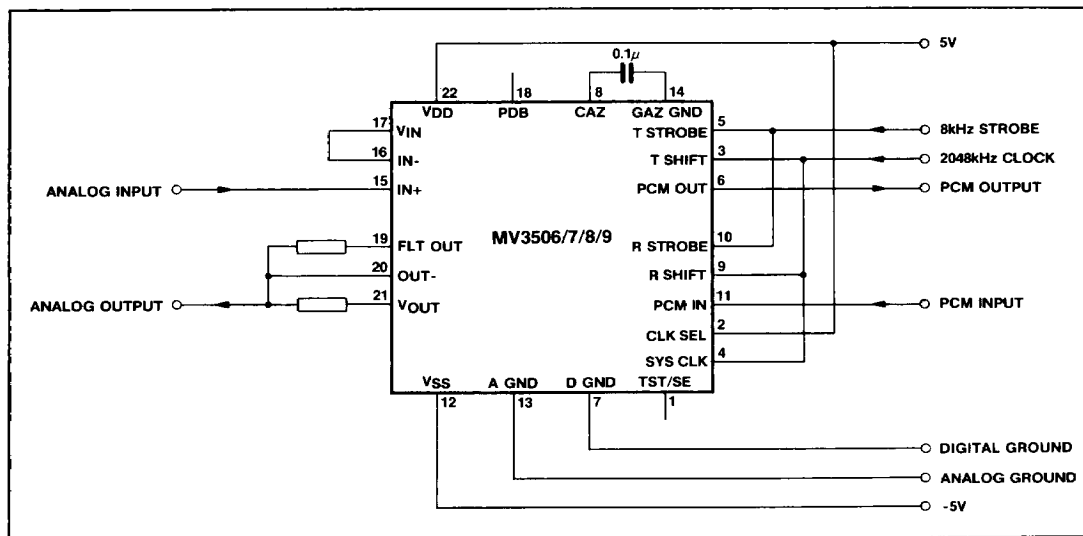 5V
0.1µ
22
18
8
14
VDD
PDB
CAZ
GAZ GND
17
VIN
T STROBE
5
8kHz STROBE
16
IN-
T SHIFT
3
2048kHz CLOCK
ANALOG INPUT
15
IN+
PCM OUT
6
PCM OUTPUT
MV3506/7/8/9
19
FLT OUT
R STROBE
10
20
OUT-
R SHIFT
9
ANALOG OUTPUT
21
VOUT
PCM IN
11
PCM INPUT
CLK SEL
2
SYS CLK
4
VSS
A GND
D GND
TST/SE
12
13
7
1
DIGITAL GROUND
ANALOG GROUND
-5V